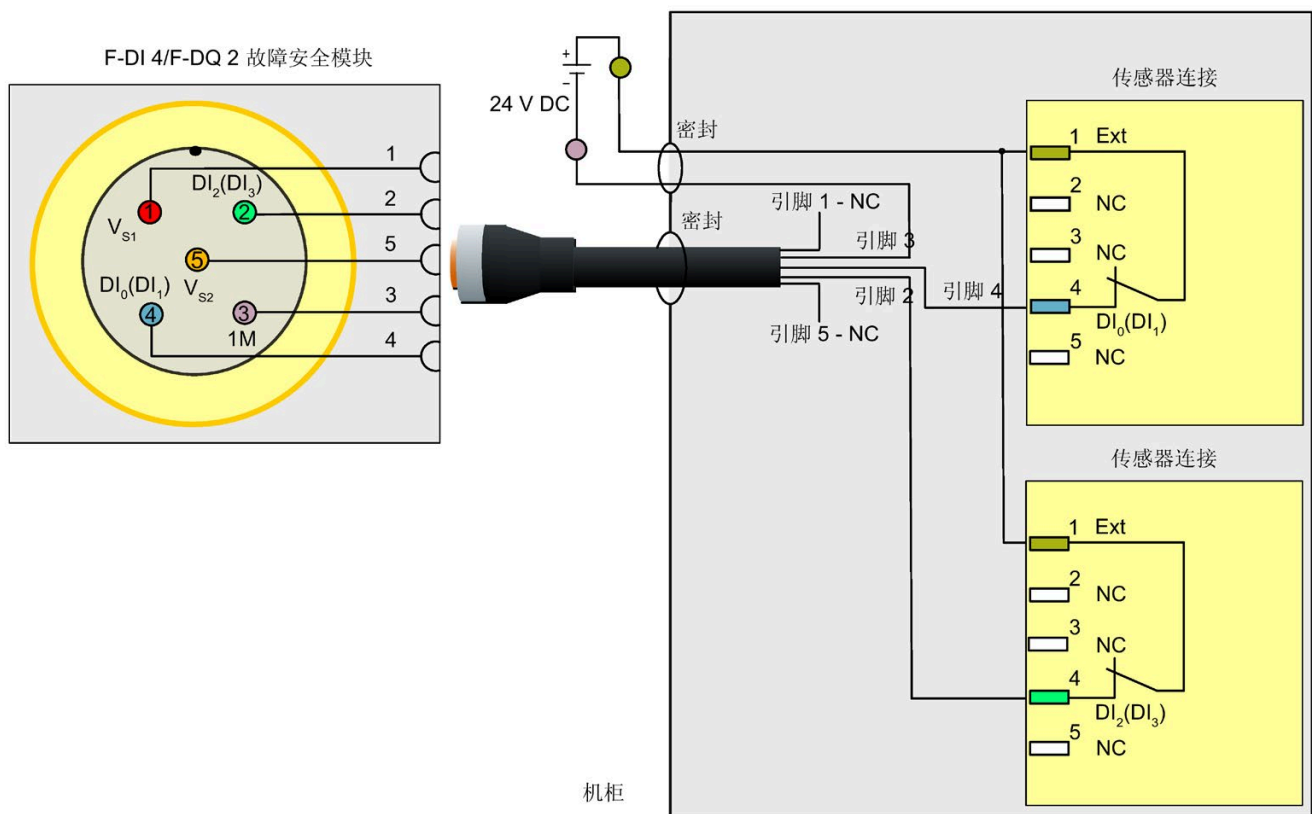 F-DI 4/F-DQ 2 故障安全模块
1
DI₂(DI₃)
1
2
2
V_S1
5
5
DI₀(DI₁)
V_S2
3
4
3
1M
4
+
−
24 V DC
密封
密封
引脚 1 - NC
引脚 3
引脚 2
引脚 4
引脚 5 - NC
机柜
传感器连接
1 Ext
2 NC
3 NC
4
DI₀(DI₁)
5 NC
传感器连接
1 Ext
2 NC
3 NC
4
DI₂(DI₃)
5 NC